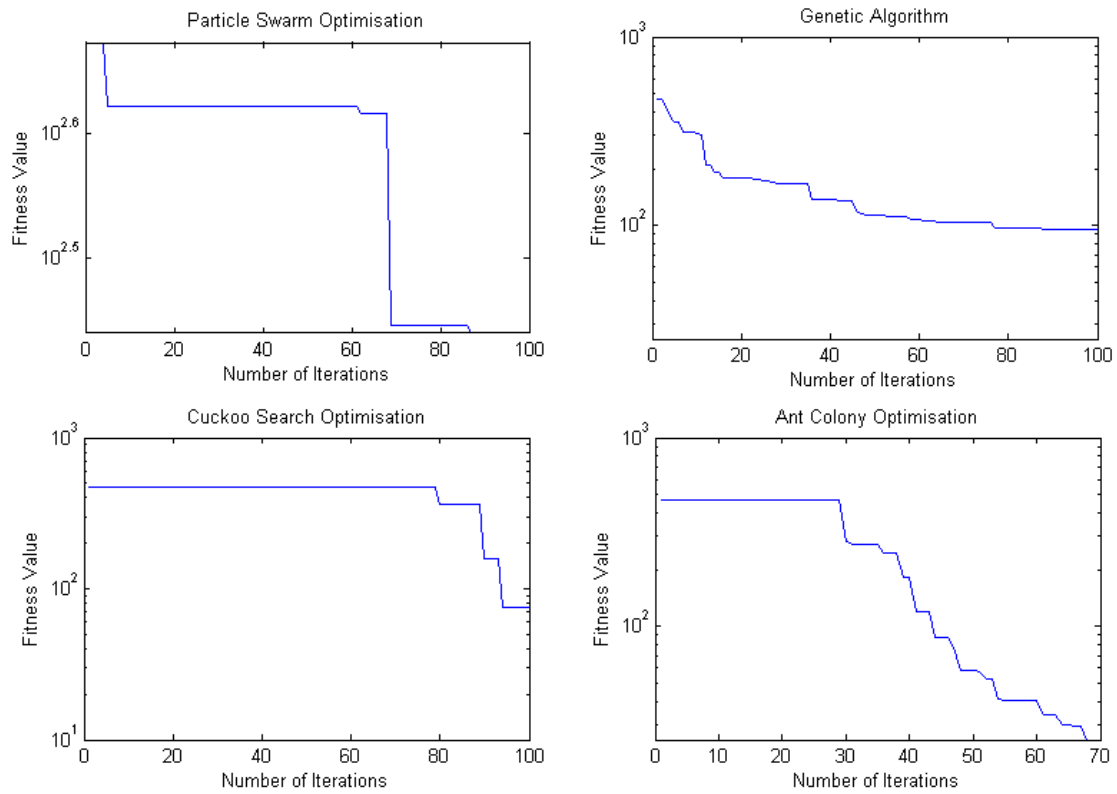 Particle Swarm Optimisation
10^2.6
10^2.5
Fitness Value
0 20 40 60 80 100
Number of Iterations
Genetic Algorithm
10^3
10^2
Fitness Value
0 20 40 60 80 100
Number of Iterations
Cuckoo Search Optimisation
10^3
10^2
10^1
Fitness Value
0 20 40 60 80 100
Number of Iterations
Ant Colony Optimisation
10^3
10^2
Fitness Value
0 10 20 30 40 50 60 70
Number of Iterations